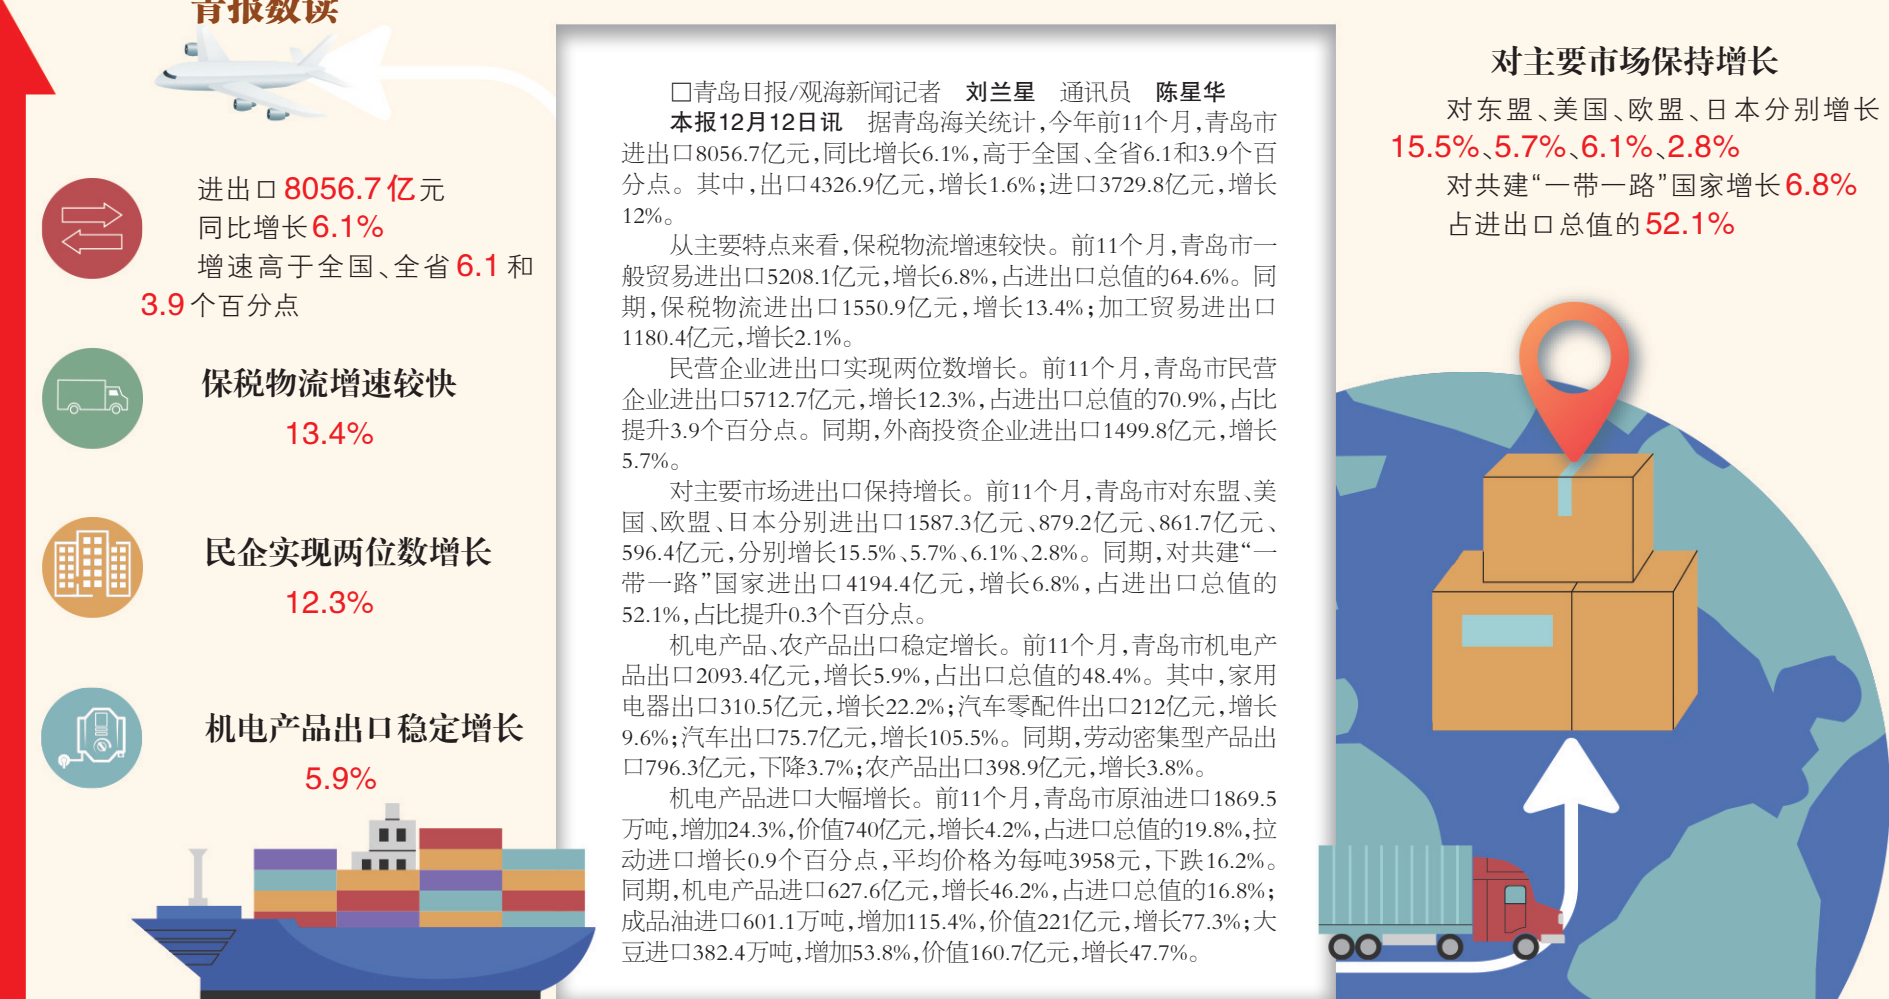 青报数读
进出口8056.7亿元
同比增长6.1%
增速高于全国、全省6.1和
3.9个百分点
保税物流增速较快
13.4%
民企实现两位数增长
12.3%
机电产品出口稳定增长
5.9%
□青岛日报/观海新闻记者　刘兰星　通讯员　陈星华
本报12月12日讯　据青岛海关统计,今年前11个月,青岛市
进出口8056.7亿元,同比增长6.1%,高于全国、全省6.1和3.9个百
分点。其中,出口4326.9亿元,增长1.6%;进口3729.8亿元,增长
12%。
从主要特点来看,保税物流增速较快。前11个月,青岛市一
般贸易进出口5208.1亿元,增长6.8%,占进出口总值的64.6%。同
期,保税物流进出口1550.9亿元,增长13.4%;加工贸易进出口
1180.4亿元,增长2.1%。
民营企业进出口实现两位数增长。前11个月,青岛市民营
企业进出口5712.7亿元,增长12.3%,占进出口总值的70.9%,占比
提升3.9个百分点。同期,外商投资企业进出口1499.8亿元,增长
5.7%。
对主要市场进出口保持增长。前11个月,青岛市对东盟、美
国、欧盟、日本分别进出口1587.3亿元、879.2亿元、861.7亿元、
596.4亿元,分别增长15.5%、5.7%、6.1%、2.8%。同期,对共建“一
带一路”国家进出口4194.4亿元,增长6.8%,占进出口总值的
52.1%,占比提升0.3个百分点。
机电产品、农产品出口稳定增长。前11个月,青岛市机电产
品出口2093.4亿元,增长5.9%,占出口总值的48.4%。其中,家用
电器出口310.5亿元,增长22.2%;汽车零配件出口212亿元,增长
9.6%;汽车出口75.7亿元,增长105.5%。同期,劳动密集型产品出
口796.3亿元,下降3.7%;农产品出口398.9亿元,增长3.8%。
机电产品进口大幅增长。前11个月,青岛市原油进口1869.5
万吨,增加24.3%,价值740亿元,增长4.2%,占进口总值的19.8%,拉
动进口增长0.9个百分点,平均价格为每吨3958元,下跌16.2%。
同期,机电产品进口627.6亿元,增长46.2%,占进口总值的16.8%;
成品油进口601.1万吨,增加115.4%,价值221亿元,增长77.3%;大
豆进口382.4万吨,增加53.8%,价值160.7亿元,增长47.7%。
对主要市场保持增长
对东盟、美国、欧盟、日本分别增长
15.5%、5.7%、6.1%、2.8%
对共建“一带一路”国家增长6.8%
占进出口总值的52.1%